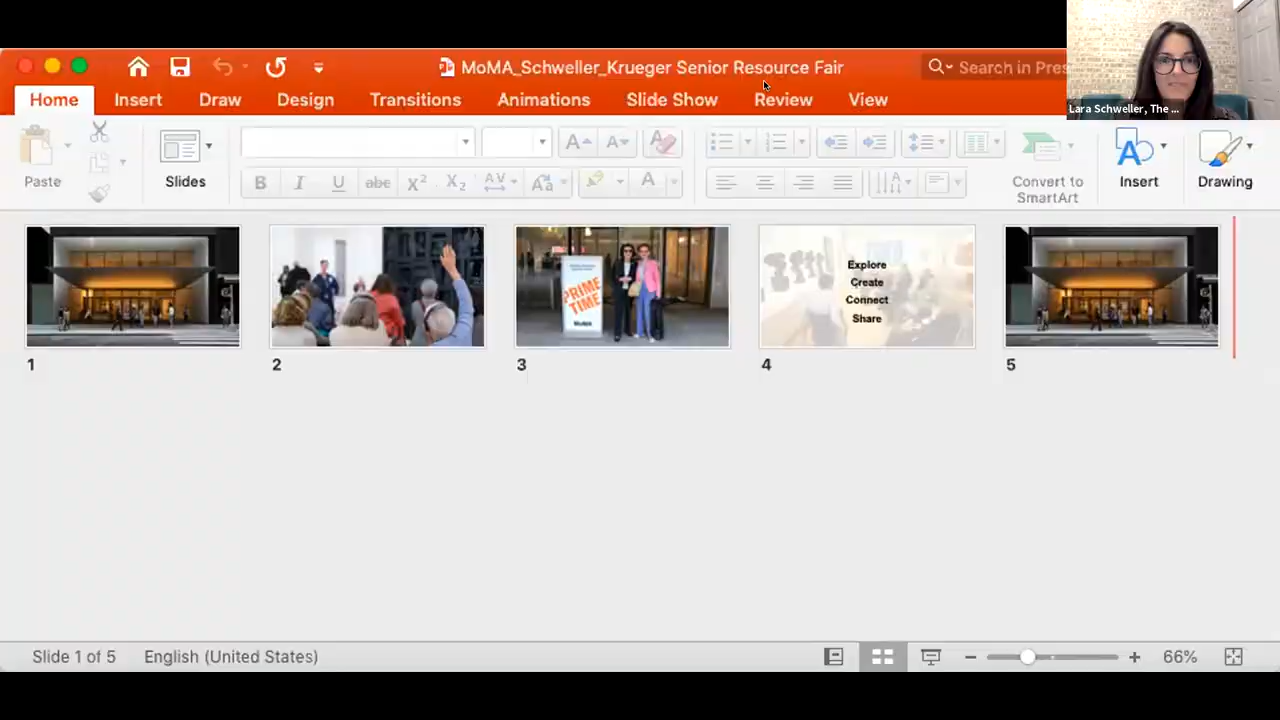 MoMA_Schweller_Krueger Senior Resource Fair
Search in Pres
Lara Schweller, The ...
Home Insert Draw Design Transitions Animations Slide Show Review View
Paste
Slides
Convert to
SmartArt
Insert
Drawing
PRIME
TIME
MoMA
Explore
Create
Connect
Share
1
2
3
4
5
Slide 1 of 5
English (United States)
66%